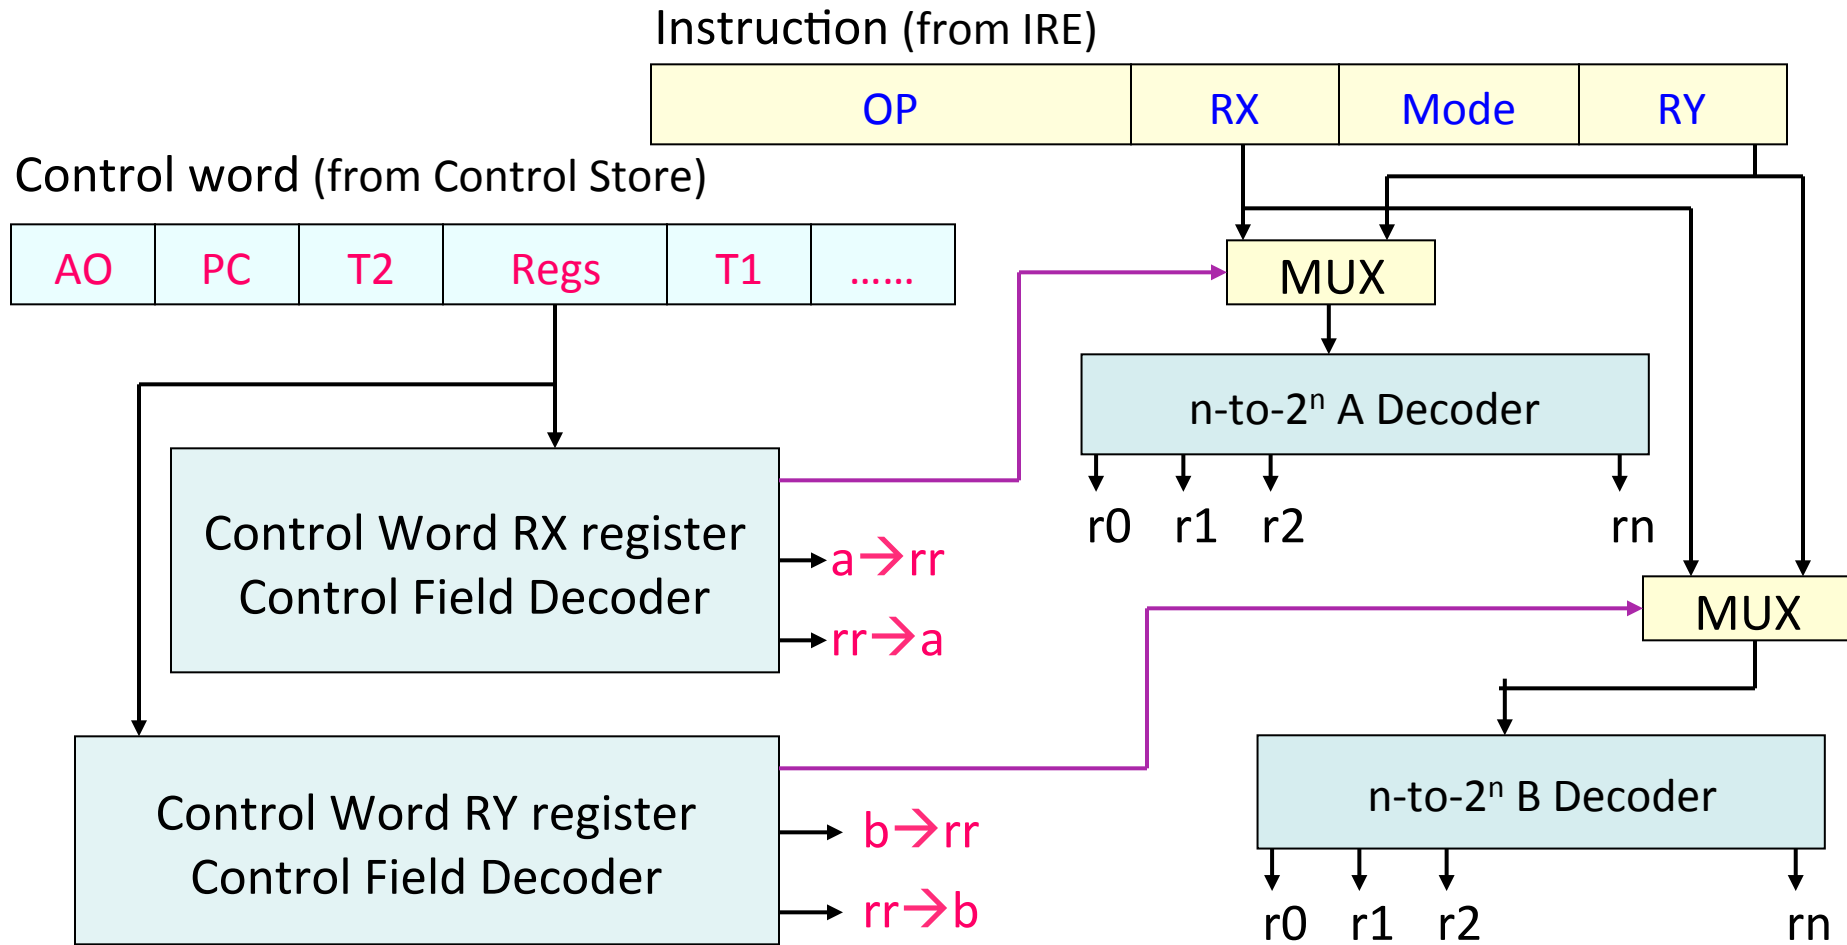 Instruction (from IRE)
OP RX Mode RY
Control word (from Control Store)
AO PC T2 Regs T1 ......
MUX
n-to-2ⁿ A Decoder
r0 r1 r2 rn
Control Word RX register
Control Field Decoder
a→rr
rr→a
MUX
Control Word RY register
Control Field Decoder
b→rr
rr→b
n-to-2ⁿ B Decoder
r0 r1 r2 rn